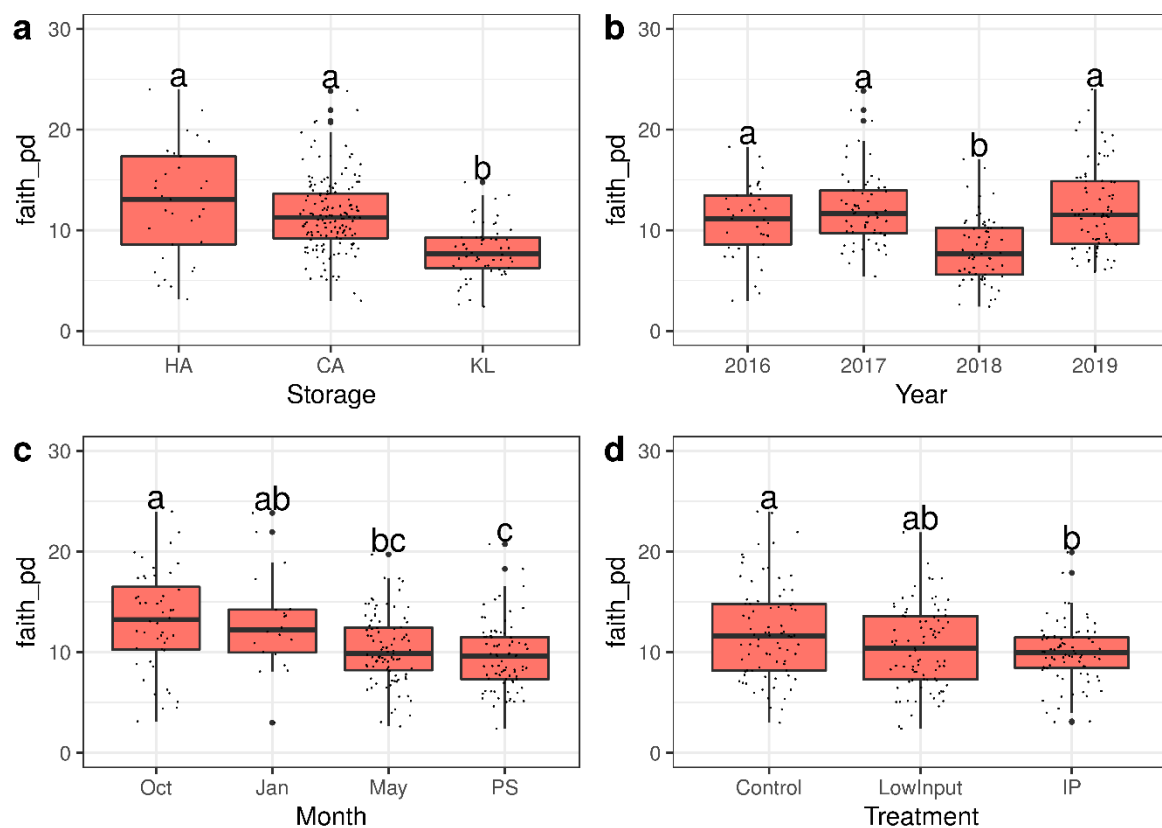 a
faith_pd
30
20
10
0
a
a
b
HA
CA
KL
Storage
b
faith_pd
30
20
10
0
a
a
b
a
2016
2017
2018
2019
Year
c
faith_pd
30
20
10
0
a
ab
bc
c
Oct
Jan
May
PS
Month
d
faith_pd
30
20
10
0
a
ab
b
Control
LowInput
IP
Treatment